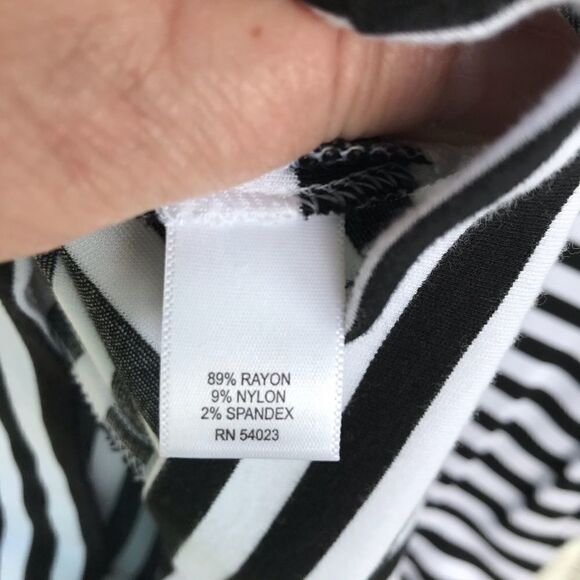 89% RAYON
9% NYLON
2% SPANDEX
RN 54023